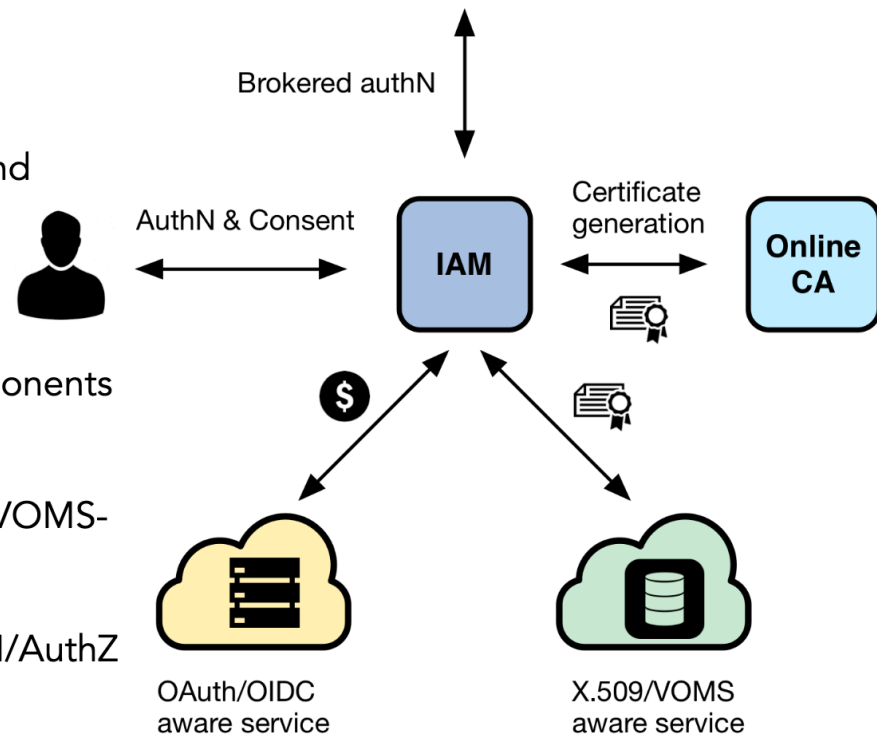 Brokered authN
nd
AuthN & Consent
IAM
Certificate
generation
Online
CA
ponents
$
VOMS-
I/AuthZ
OAuth/OIDC
aware service
X.509/VOMS
aware service